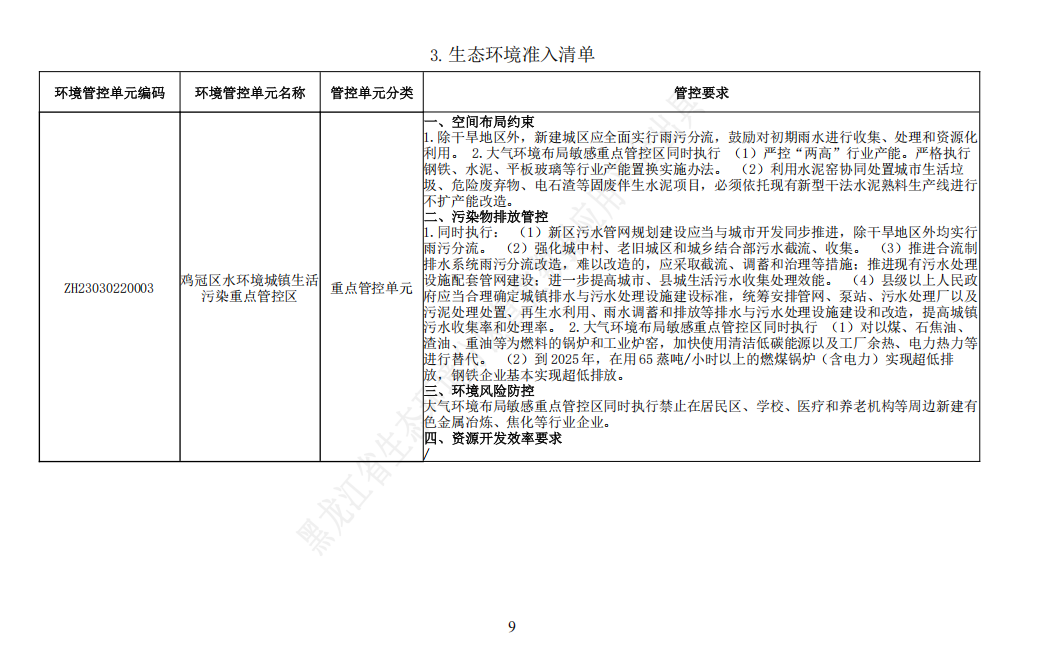 3.生态环境准入清单
环境管控单元编码 环境管控单元名称 管控单元分类 管控要求
ZH23030220003
鸡冠区水环境城镇生活
污染重点管控区
重点管控单元
一、空间布局约束
1.除干旱地区外，新建城区应全面实行雨污分流，鼓励对初期雨水进行收集、处理和资源化
利用。 2.大气环境布局敏感重点管控区同时执行 （1）严控“两高”行业产能。严格执行
钢铁、水泥、平板玻璃等行业产能置换实施办法。 （2）利用水泥窑协同处置城市生活垃
圾、危险废弃物、电石渣等固废伴生水泥项目，必须依托现有新型干法水泥熟料生产线进行
不扩产能改造。
二、污染物排放管控
1.同时执行： （1）新区污水管网规划建设应当与城市开发同步推进，除干旱地区外均实行
雨污分流。 （2）强化城中村、老旧城区和城乡结合部污水截流、收集。 （3）推进合流制
排水系统雨污分流改造，难以改造的，应采取截流、调蓄和治理等措施；推进现有污水处理
设施配套管网建设；进一步提高城市、县城生活污水收集处理效能。 （4）县级以上人民政
府应当合理确定城镇排水与污水处理设施建设标准，统筹安排管网、泵站、污水处理厂以及
污泥处理处置、再生水利用、雨水调蓄和排放等排水与污水处理设施建设和改造，提高城镇
污水收集率和处理率。 2.大气环境布局敏感重点管控区同时执行 （1）对以煤、石焦油、
渣油、重油等为燃料的锅炉和工业炉窑，加快使用清洁低碳能源以及工厂余热、电力热力等
进行替代。 （2）到2025年，在用65蒸吨/小时以上的燃煤锅炉（含电力）实现超低排
放，钢铁企业基本实现超低排放。
三、环境风险防控
大气环境布局敏感重点管控区同时执行禁止在居民区、学校、医疗和养老机构等周边新建有
色金属冶炼、焦化等行业企业。
四、资源开发效率要求
/
黑龙江省生态
应用
出具
9